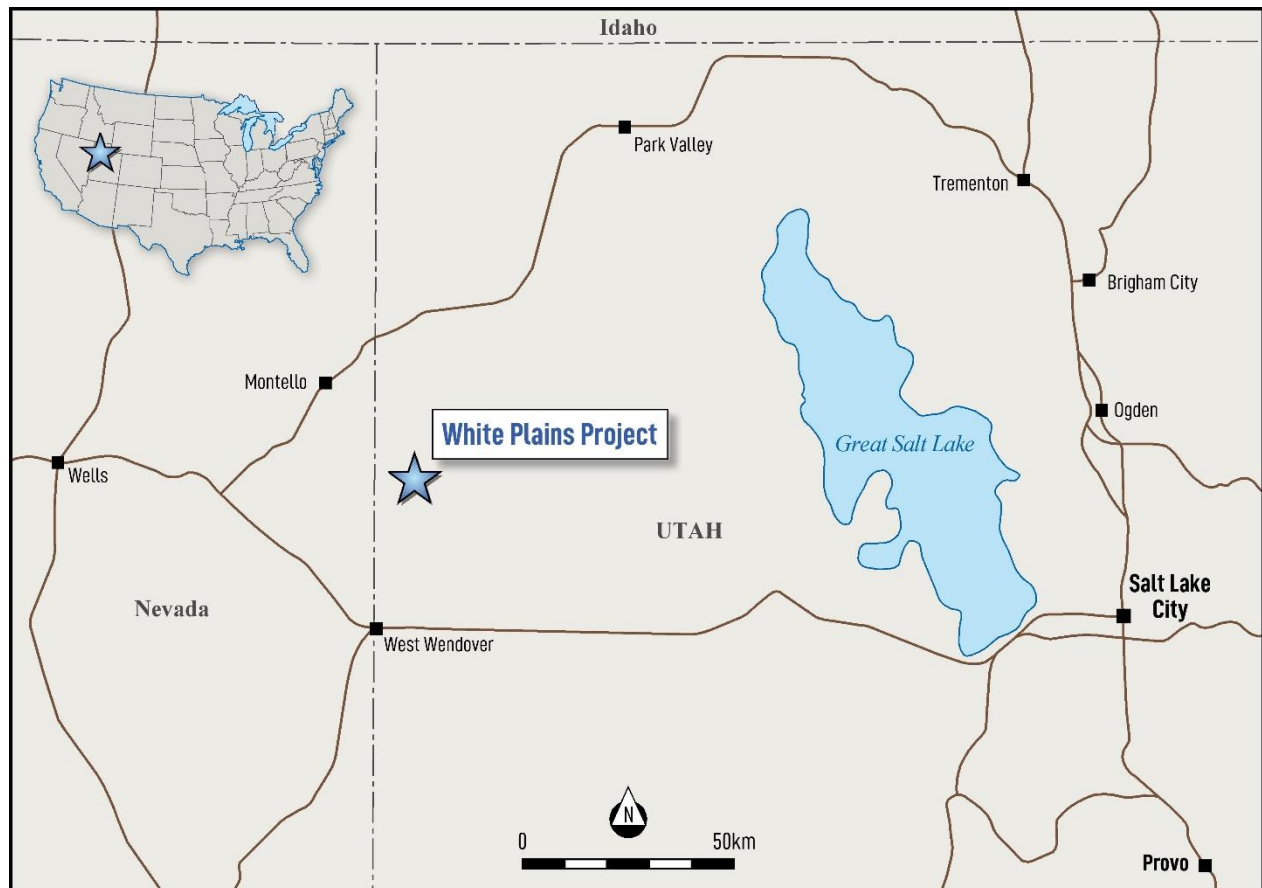 Idaho
Park Valley
Trementon
Brigham City
Montello
Ogden
White Plains Project
Great Salt Lake
Wells
UTAH
Salt Lake
City
Nevada
West Wendover
N
0 50km
Provo